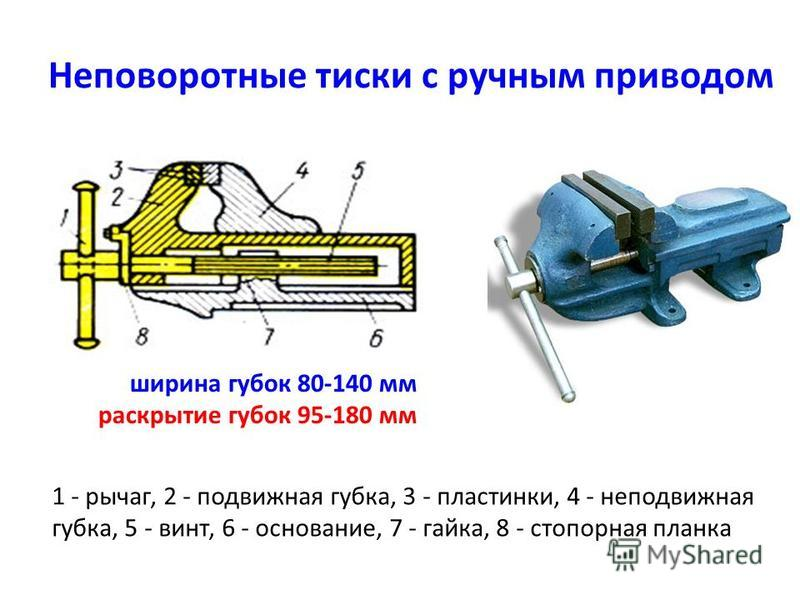 Неповоротные тиски с ручным приводом
3 4 5
2
1
8 7 6
ширина губок 80-140 мм
раскрытие губок 95-180 мм
1 - рычаг, 2 - подвижная губка, 3 - пластинки, 4 - неподвижная
губка, 5 - винт, 6 - основание, 7 - гайка, 8 - стопорная планка
MyShared